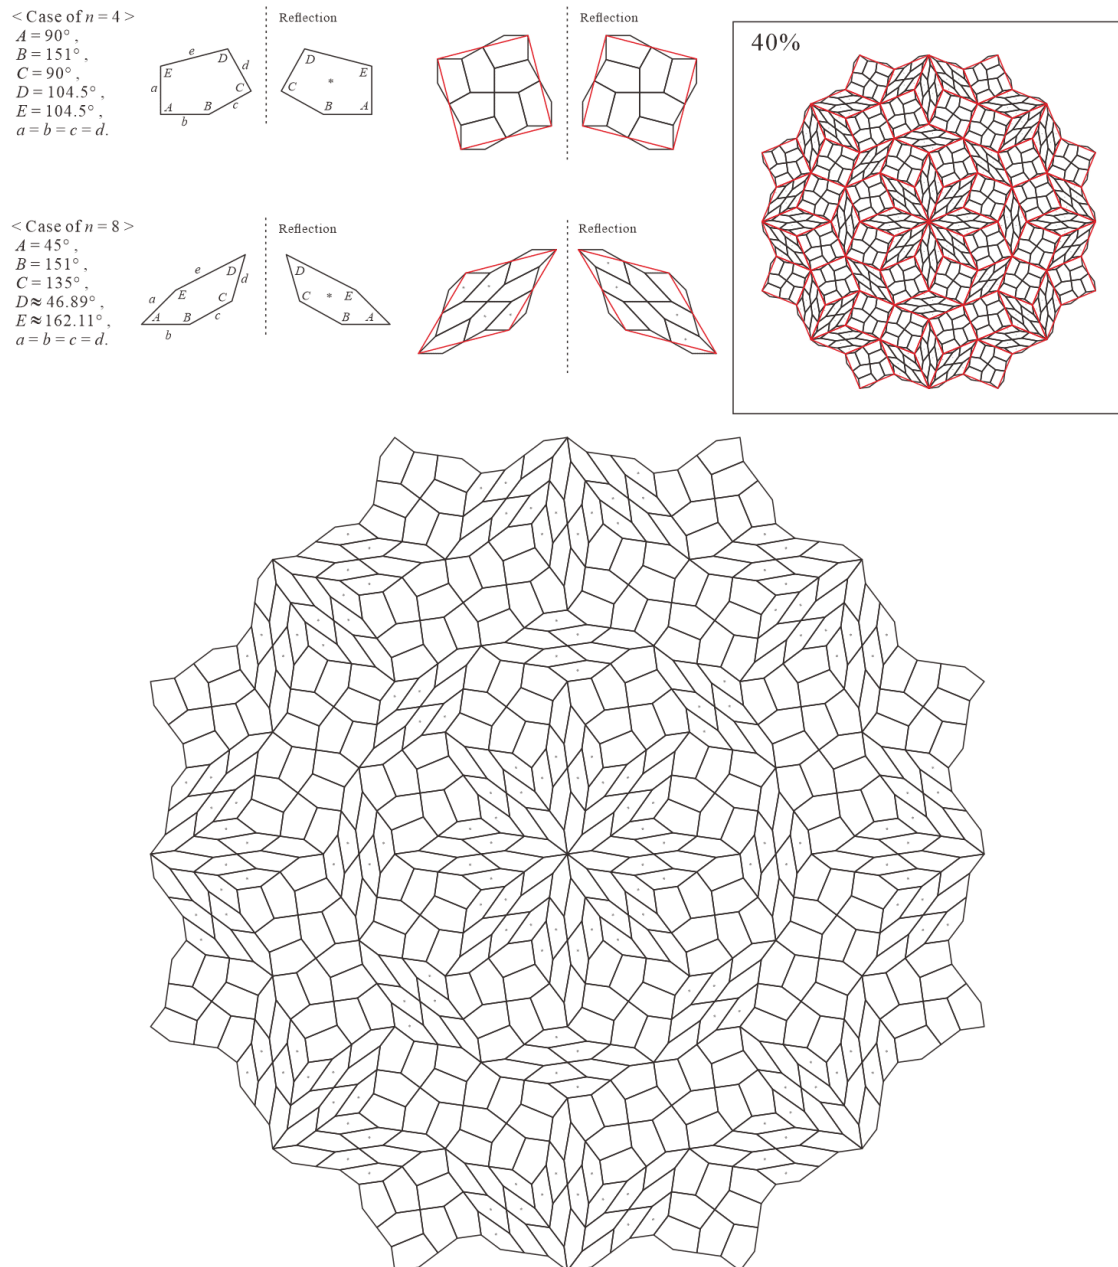 < Case of n = 4 >
A = 90° ,
B = 151° ,
C = 90° ,
D = 104.5° ,
E = 104.5° ,
a = b = c = d.
e
D
d
E
a
C
A
B
c
b
Reflection
D
E
C
*
B
A
Reflection
40%
< Case of n = 8 >
A = 45° ,
B = 151° ,
C = 135° ,
D ≈ 46.89° ,
E ≈ 162.11° ,
a = b = c = d.
e
D
d
a
E
C
A
B
c
b
Reflection
D
C
*
E
B
A
Reflection